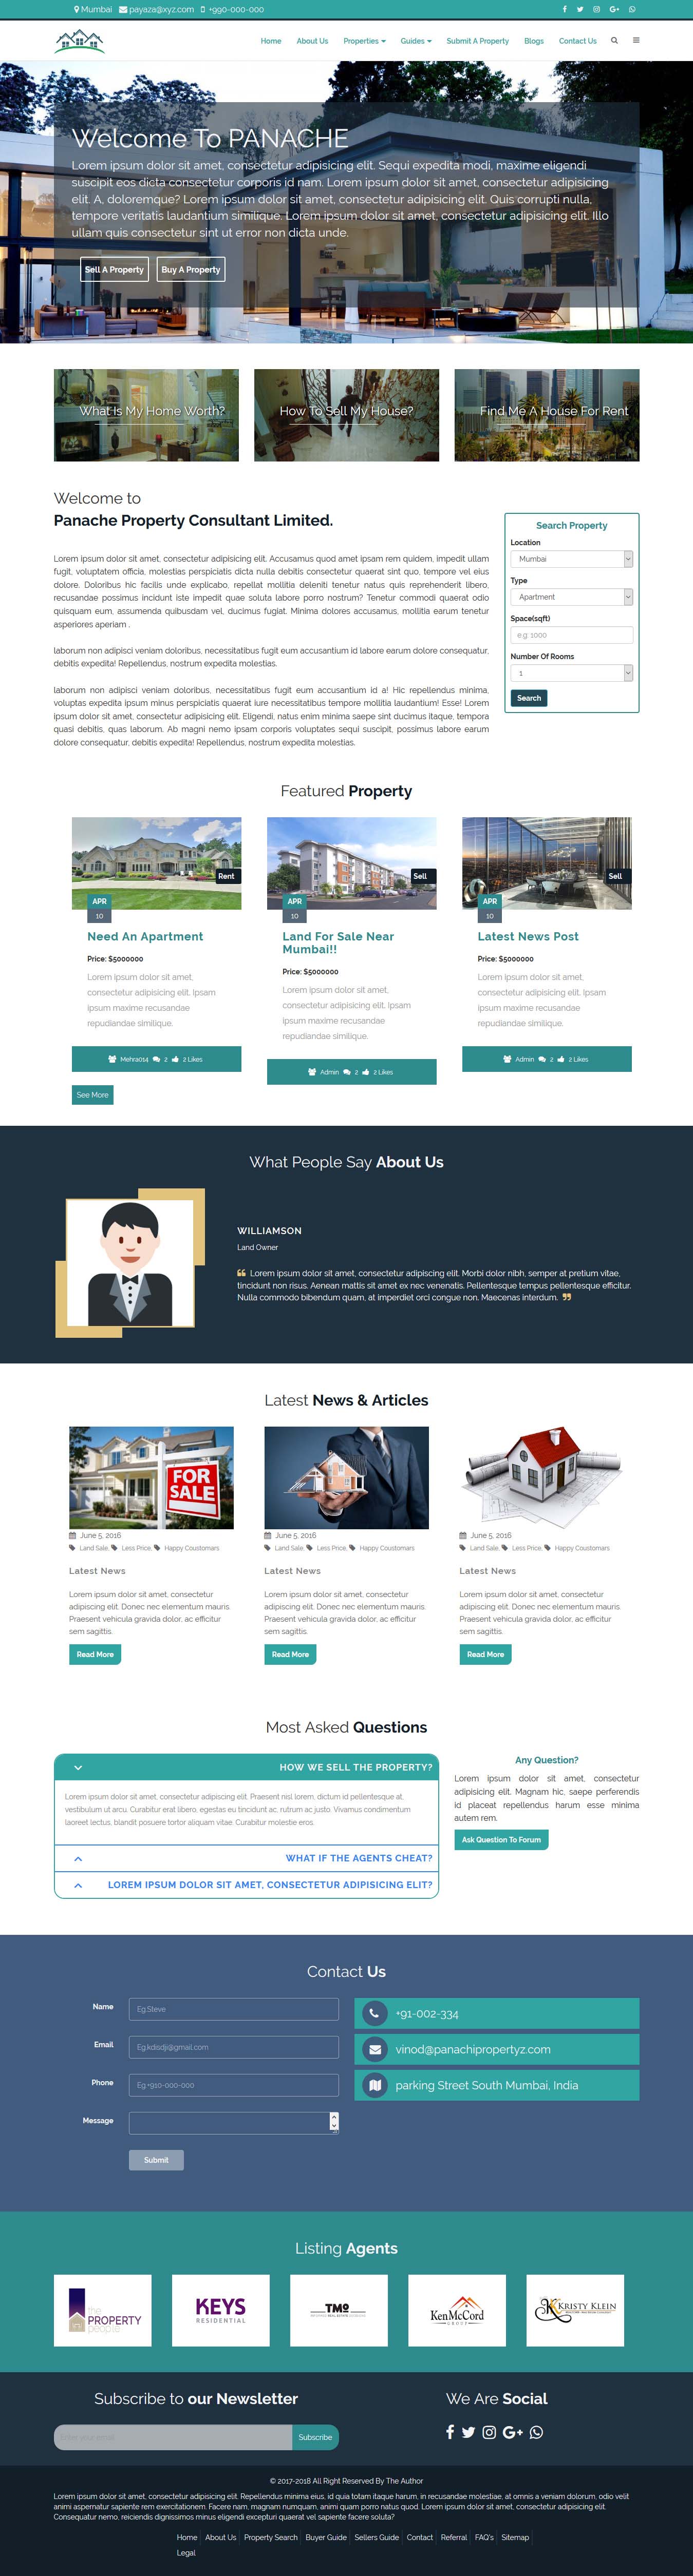 Mumbai payaza@xyz.com +990-000-000
Home About Us Properties Guides Submit A Property Blogs Contact Us
Welcome To PANACHE
Lorem ipsum dolor sit amet, consectetur adipisicing elit. Sequi expedita modi, maxime eligendi
suscipit eos dicta consectetur corporis id nam. Lorem ipsum dolor sit amet, consectetur adipisicing
elit. A, doloremque? Lorem ipsum dolor sit amet, consectetur adipisicing elit. Quis corrupti nulla,
tempore veritatis laudantium similique. Lorem ipsum dolor sit amet, consectetur adipisicing elit. Illo
ullam quis consectetur sint ut error non dicta unde.
Sell A Property Buy A Property
What Is My Home Worth?
How To Sell My House?
Find Me A House For Rent
Welcome to
Panache Property Consultant Limited.
Lorem ipsum dolor sit amet, consectetur adipisicing elit. Accusamus quod amet ipsam rem quidem, impedit ullam
fugit, voluptatem officia, molestias perspiciatis dicta nulla debitis consectetur quaerat sint quo, tempore vel eius
dolore. Doloribus hic facilis unde explicabo, repellat mollitia deleniti tenetur natus quis reprehenderit libero,
recusandae possimus incidunt iste impedit quae soluta labore porro nostrum? Tenetur commodi quaerat odio
quisquam eum, assumenda quibusdam vel, ducimus fugiat. Minima dolores accusamus, mollitia earum tenetur
asperiores aperiam .
laborum non adipisci veniam doloribus, necessitatibus fugit eum accusantium id labore earum dolore consequatur,
debitis expedita! Repellendus, nostrum expedita molestias.
laborum non adipisci veniam doloribus, necessitatibus fugit eum accusantium id a! Hic repellendus minima,
voluptas expedita ipsum minus perspiciatis quaerat iure necessitatibus tempore mollitia laudantium! Esse! Lorem
ipsum dolor sit amet, consectetur adipisicing elit. Eligendi, natus enim minima saepe sint ducimus itaque, tempora
quasi debitis, quas laborum. Ab magni nemo ipsam corporis voluptates sequi suscipit, possimus labore earum
dolore consequatur, debitis expedita! Repellendus, nostrum expedita molestias.
Search Property
Location
Mumbai
Type
Apartment
Space(sqft)
e.g: 1000
Number Of Rooms
1
Search
Featured Property
Rent
APR
10
Need An Apartment
Price: $5000000
Lorem ipsum dolor sit amet,
consectetur adipisicing elit. Ipsam
ipsum maxime recusandae
repudiandae similique.
Mehra014 2 2 Likes
Sell
APR
10
Land For Sale Near
Mumbai!!
Price: $5000000
Lorem ipsum dolor sit amet,
consectetur adipisicing elit. Ipsam
ipsum maxime recusandae
repudiandae similique.
Admin 2 2 Likes
Sell
APR
10
Latest News Post
Price: $5000000
Lorem ipsum dolor sit amet,
consectetur adipisicing elit. Ipsam
ipsum maxime recusandae
repudiandae similique.
Admin 2 2 Likes
See More
What People Say About Us
WILLIAMSON
Land Owner
Lorem ipsum dolor sit amet, consectetur adipiscing elit. Morbi dolor nibh, semper at pretium vitae,
tincidunt non risus. Aenean mattis sit amet ex nec venenatis. Pellentesque tempus pellentesque efficitur.
Nulla commodo bibendum quam, at imperdiet orci congue non. Maecenas interdum.
Latest News & Articles
FOR
SALE
June 5, 2016
Land Sale, Less Price, Happy Coustomars
Latest News
Lorem ipsum dolor sit amet, consectetur
adipiscing elit. Donec nec elementum mauris.
Praesent vehicula gravida dolor, ac efficitur
sem sagittis.
Read More
June 5, 2016
Land Sale, Less Price, Happy Coustomars
Latest News
Lorem ipsum dolor sit amet, consectetur
adipiscing elit. Donec nec elementum mauris.
Praesent vehicula gravida dolor, ac efficitur
sem sagittis.
Read More
June 5, 2016
Land Sale, Less Price, Happy Coustomars
Latest News
Lorem ipsum dolor sit amet, consectetur
adipiscing elit. Donec nec elementum mauris.
Praesent vehicula gravida dolor, ac efficitur
sem sagittis.
Read More
Most Asked Questions
HOW WE SELL THE PROPERTY?
Lorem ipsum dolor sit amet, consectetur adipiscing elit. Praesent nisl lorem, dictum id pellentesque at,
vestibulum ut arcu. Curabitur erat libero, egestas eu tincidunt ac, rutrum ac justo. Vivamus condimentum
laoreet lectus, blandit posuere tortor aliquam vitae. Curabitur molestie eros.
WHAT IF THE AGENTS CHEAT?
LOREM IPSUM DOLOR SIT AMET, CONSECTETUR ADIPISICING ELIT?
Any Question?
Lorem ipsum dolor sit amet, consectetur
adipisicing elit. Magnam hic, saepe perferendis
id placeat repellendus harum esse minima
autem rem.
Ask Question To Forum
Contact Us
Name Eg.Steve
Email Eg.kdisdji@gmail.com
Phone Eg.+910-000-000
Message
Submit
+91-002-334
vinod@panachipropertyz.com
parking Street South Mumbai, India
Listing Agents
the
PROPERTY
people
KEYS
RESIDENTIAL
TMO
KenMcCord
GROUP
KRISTY KLEIN
Subscribe to our Newsletter
Enter your email Subscribe
We Are Social
© 2017-2018 All Right Reserved By The Author
Lorem ipsum dolor sit amet, consectetur adipisicing elit. Repellendus minima eius, id quia totam itaque harum, in recusandae molestiae, at omnis a veniam dolorum, odio velit
animi aspernatur sapiente rem exercitationem. Facere nam, magnam numquam, animi quam porro natus quod. Lorem ipsum dolor sit amet, consectetur adipisicing elit.
Consequatur nemo, reiciendis dignissimos minus eligendi excepturi quaerat vel sapiente facere soluta?
Home About Us Property Search Buyer Guide Sellers Guide Contact Referral FAQ's Sitemap
Legal